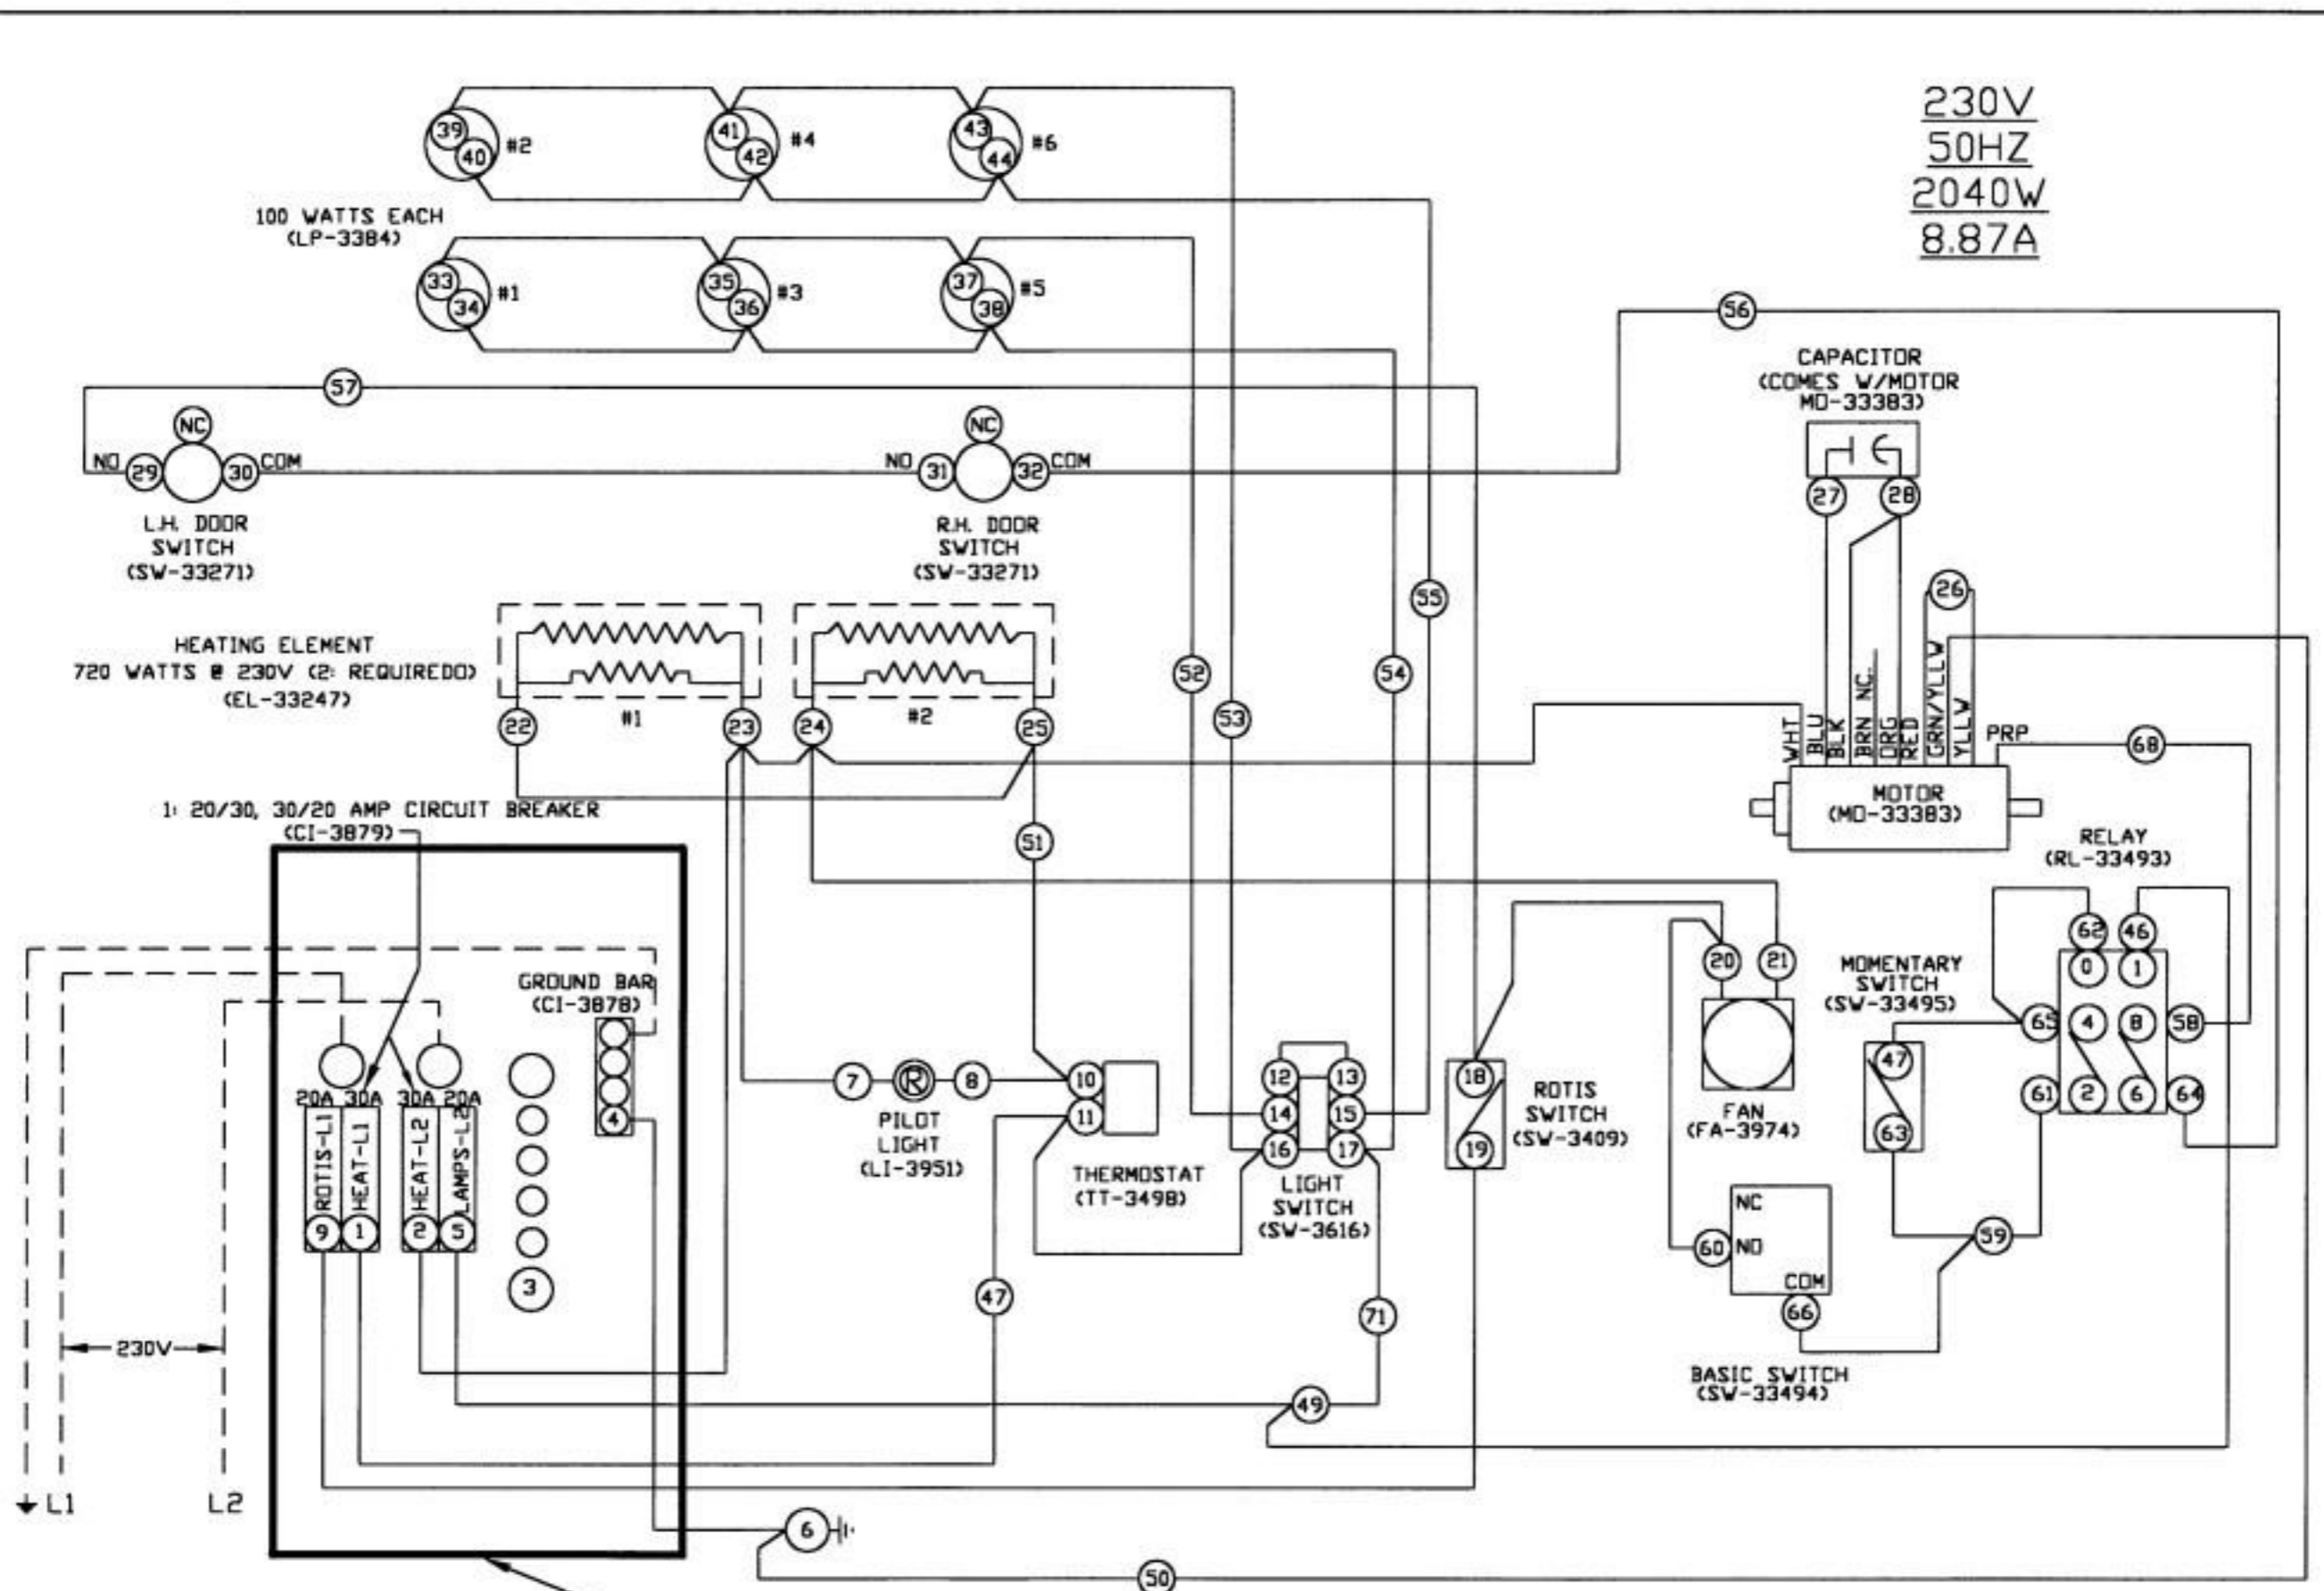 230V
50HZ
2040W
8.87A
39
40
#2
41
42
#4
43
44
#6
100 WATTS EACH
(LP-3384)
33
34
#1
35
36
#3
37
38
#5
56
CAPACITOR
(COMES W/MOTOR
MO-33383)
57
NC
NO
29
30
COM
L.H. DOOR
SWITCH
(SW-33271)
NC
NO
31
32
COM
R.H. DOOR
SWITCH
(SW-33271)
27
28
26
HEATING ELEMENT
720 WATTS @ 230V (2: REQUIREDO)
(EL-33247)
22
#1
23
24
#2
25
52
53
54
55
WHT
BLU
BLK
BRN NC.
ORG
RED
GRN/YLLW
YLLW
PRP
68
MOTOR
(MO-33383)
1: 20/30, 30/20 AMP CIRCUIT BREAKER
(CI-3879)
51
RELAY
(RL-33493)
62
46
0
1
65
4
8
58
61
2
6
64
20
21
FAN
(FA-3974)
MOMENTARY
SWITCH
(SW-33495)
47
63
GROUND BAR
(CI-3878)
4
20A 30A
30A 20A
ROTIS-L1
HEAT-L1
HEAT-L2
LAMPS-L2
9
1
2
5
3
7
R
8
PILOT
LIGHT
(LI-3951)
10
11
THERMOSTAT
(TT-3498)
12
13
14
15
16
17
LIGHT
SWITCH
(SW-3616)
18
19
ROTIS
SWITCH
(SW-3409)
NC
60
NO
COM
66
59
BASIC SWITCH
(SW-33494)
47
71
49
230V
L1
L2
6
50